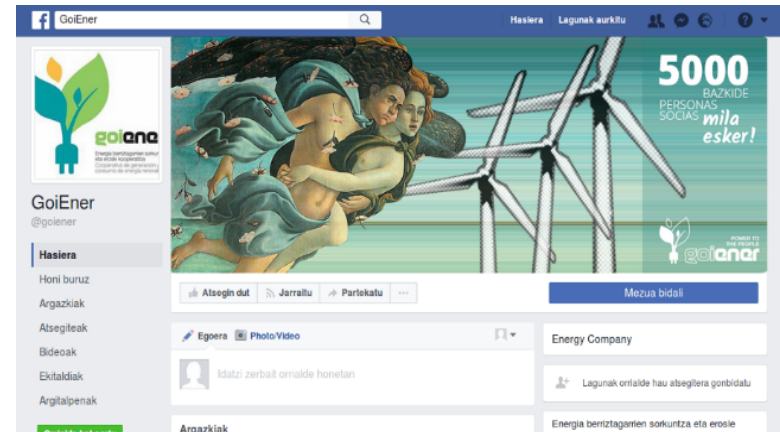 GoiEner
Hasiera
Lagunak aurkitu
goiener
Energia berriztagarrien sorkuntza
eta erosle kooperatiba
Cooperativa de generación y
consumo de energía renovable
5000
BAZKIDE
PERSONAS
SOCIAS mila
esker!
POWER TO
THE PEOPLE
goiener
GoiEner
@goiener
Hasiera
Honi buruz
Argazkiak
Atsegiteak
Bideoak
Ekitaldiak
Argitalpenak
Atsegin dut
Jarraitu
Partekatu
Mezua bidali
Egoera
Photo/Video
Idatzi zerbait orrialde honetan
Argazkiak
Energy Company
Lagunak orrialde hau atsegitera gonbidatu
Energia berriztagarrien sorkuntza eta erosle